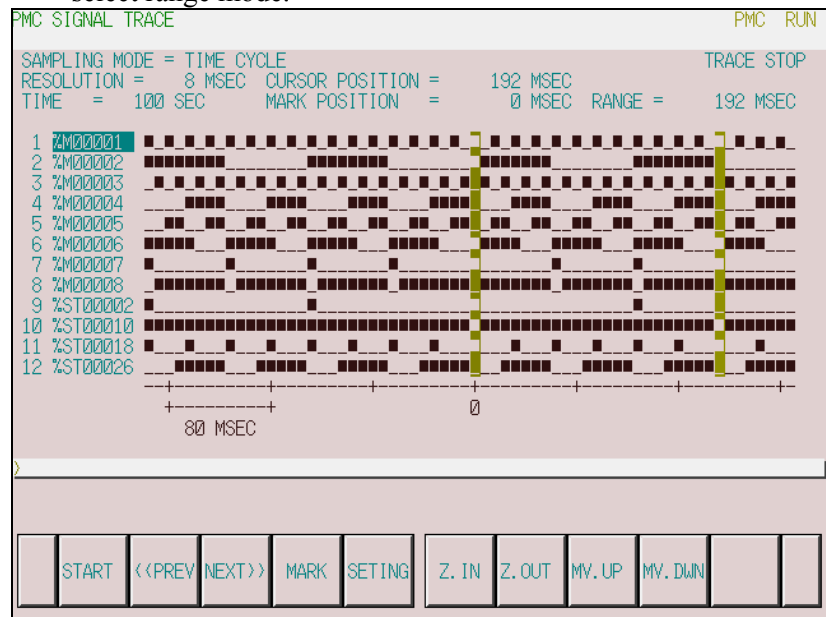 select range mode.
PMC SIGNAL TRACE PMC RUN
SAMPLING MODE = TIME CYCLE TRACE STOP
RESOLUTION = 8 MSEC CURSOR POSITION = 192 MSEC
TIME = 100 SEC MARK POSITION = 0 MSEC RANGE = 192 MSEC
1 %M00001
2 %M00002
3 %M00003
4 %M00004
5 %M00005
6 %M00006
7 %M00007
8 %M00008
9 %ST00002
10 %ST00010
11 %ST00018
12 %ST00026
0
80 MSEC
)
START <<PREV NEXT>> MARK SETING Z.IN Z.OUT MV.UP MV.DWN